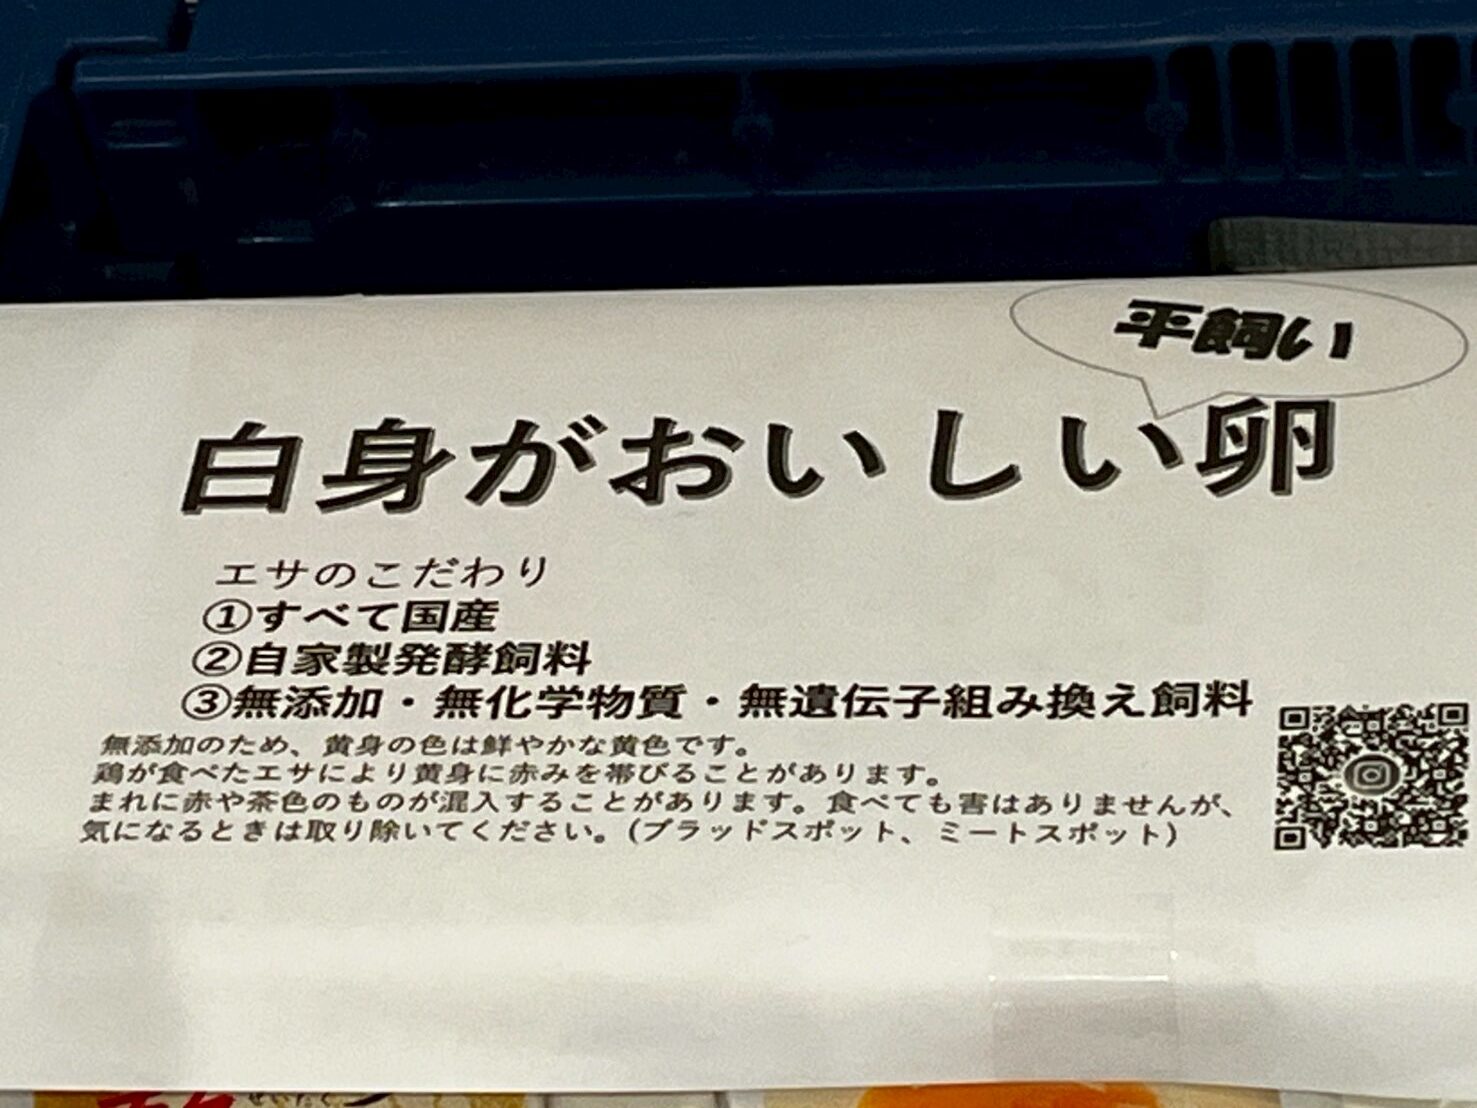 平飼い
白身がおいしい卵
エサのこだわり
①すべて国産
②自家製発酵飼料
③無添加・無化学物質・無遺伝子組み換え飼料
無添加のため、黄身の色は鮮やかな黄色です。
鶏が食べたエサにより黄身に赤みを帯びることがあります。
まれに赤や茶色のものが混入することがあります。食べても害はありませんが、
気になるときは取り除いてください。(ブラッドスポット、ミートスポット)
ぜいたく